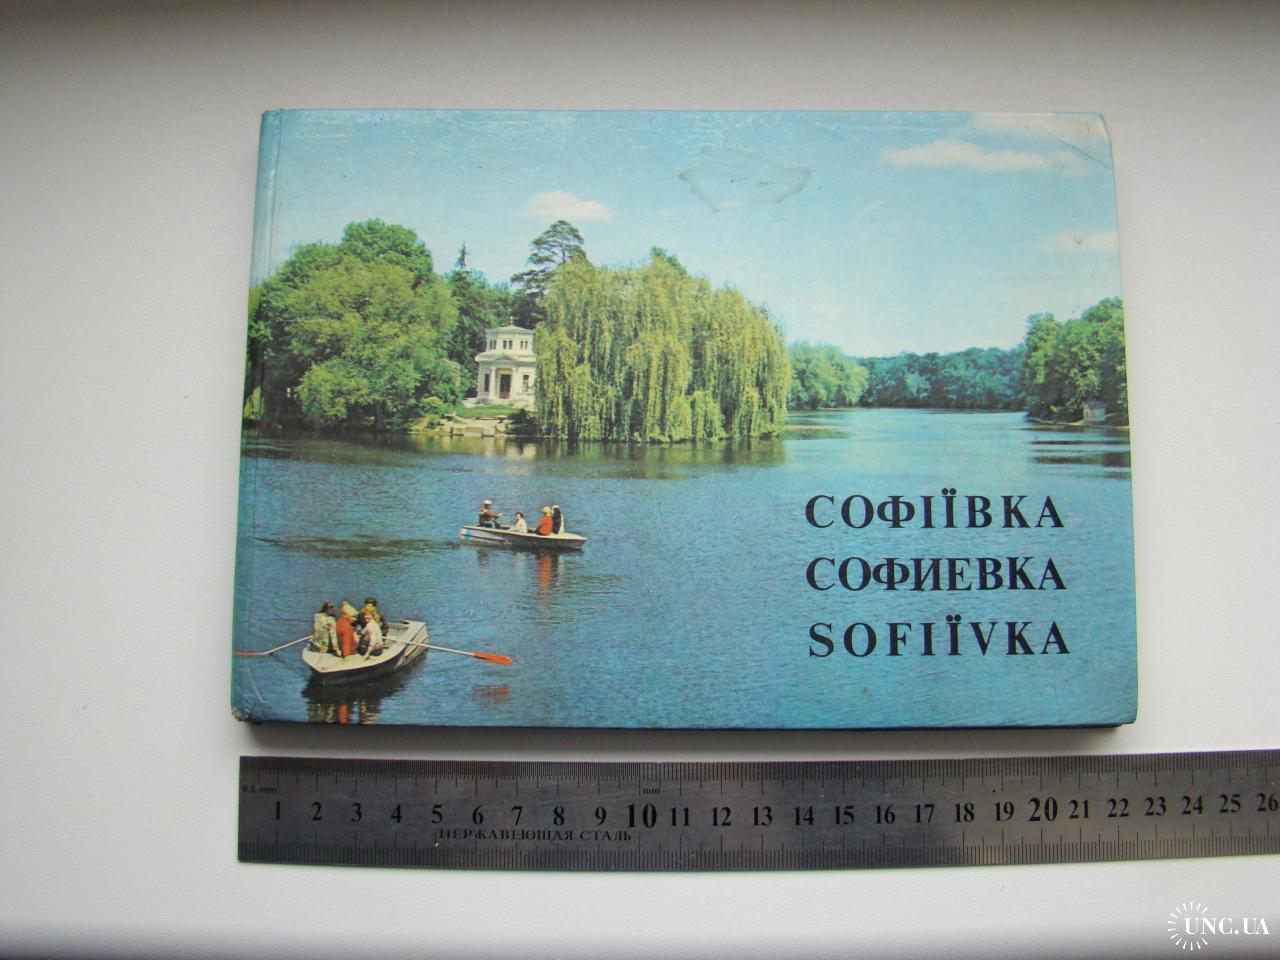 СОФІЇВКА
СОФИЕВКА
SOFIÏVKA
0.5 mm
mm
1 2 3 4 5 6 7 8 9 10 11 12 13 14 15 16 17 18 19 20 21 22 23 24 25 26
НЕРЖАВЕЮЩАЯ СТАЛЬ
UNC.UA